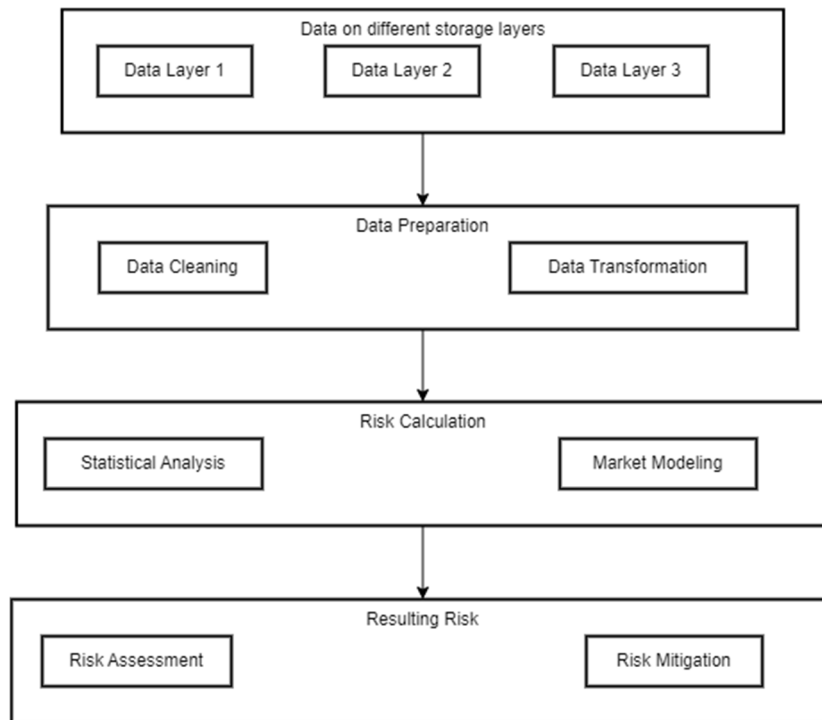 Data on different storage layers
Data Layer 1
Data Layer 2
Data Layer 3
Data Preparation
Data Cleaning
Data Transformation
Risk Calculation
Statistical Analysis
Market Modeling
Resulting Risk
Risk Assessment
Risk Mitigation